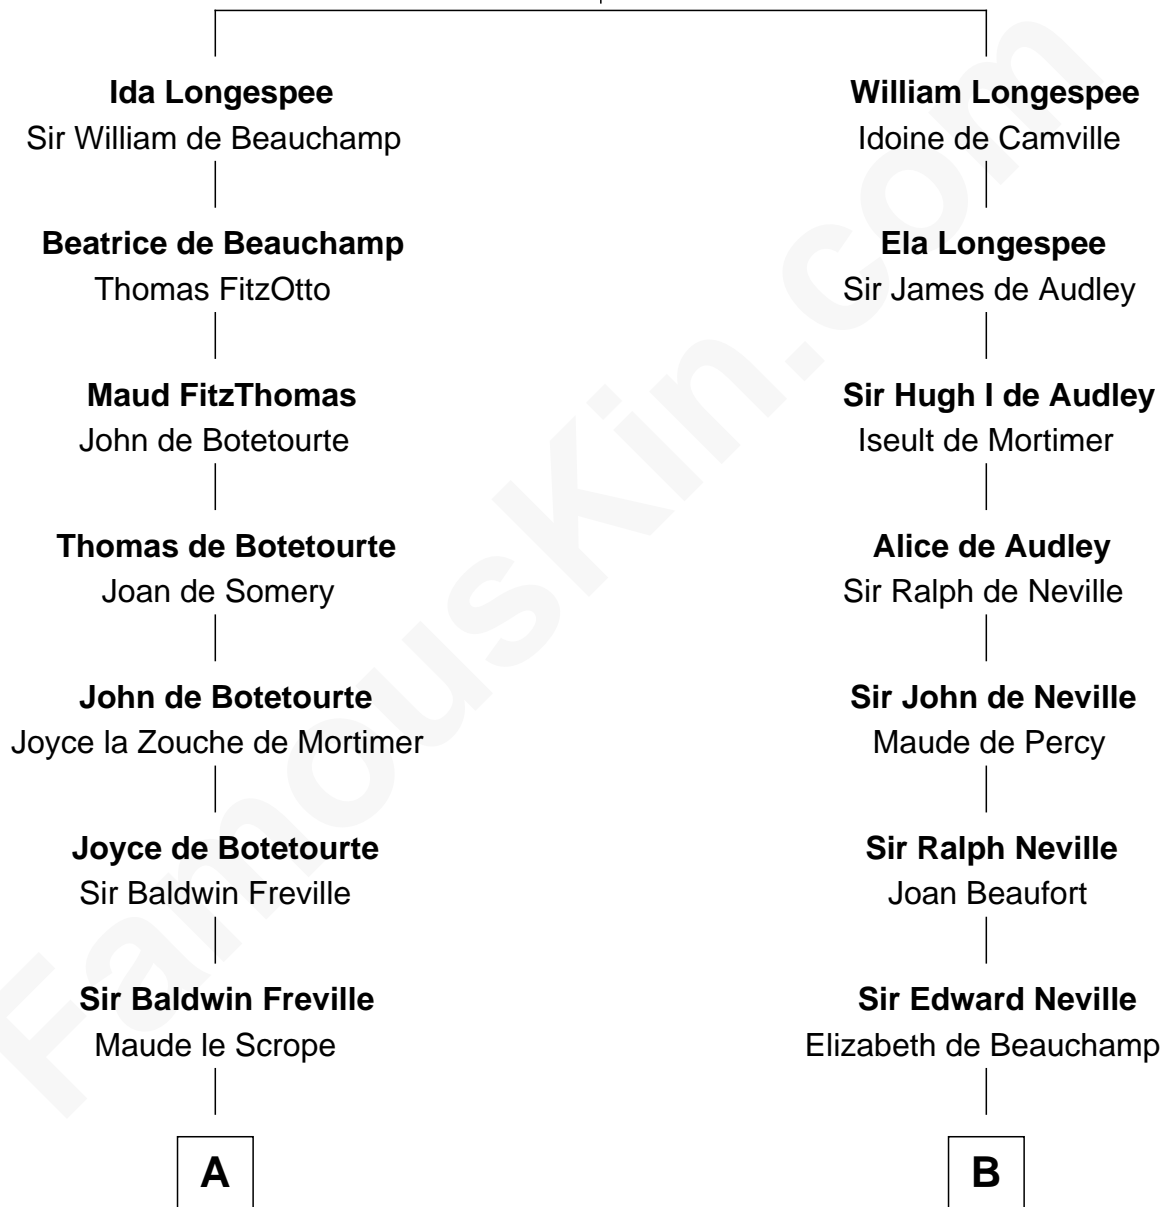 Ida Longespee
Sir William de Beauchamp
Beatrice de Beauchamp
Thomas FitzOtto
Maud FitzThomas
John de Botetourte
Thomas de Botetourte
Joan de Somery
John de Botetourte
Joyce la Zouche de Mortimer
Joyce de Botetourte
Sir Baldwin Freville
Sir Baldwin Freville
Maude le Scrope
A
William Longespee
Idoine de Camville
Ela Longespee
Sir James de Audley
Sir Hugh I de Audley
Iseult de Mortimer
Alice de Audley
Sir Ralph de Neville
Sir John de Neville
Maude de Percy
Sir Ralph Neville
Joan Beaufort
Sir Edward Neville
Elizabeth de Beauchamp
B
FamousKin.com